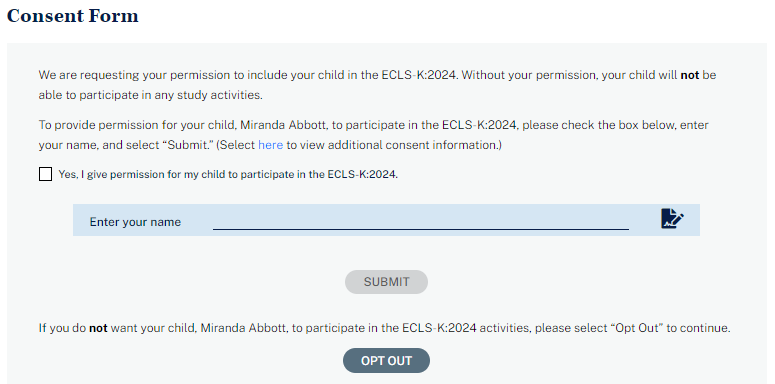 Consent Form
We are requesting your permission to include your child in the ECLS-K:2024. Without your permission, your child will not be
able to participate in any study activities.
To provide permission for your child, Miranda Abbott, to participate in the ECLS-K:2024, please check the box below, enter
your name, and select “Submit.” (Select here to view additional consent information.)
Yes, I give permission for my child to participate in the ECLS-K:2024.
Enter your name
SUBMIT
If you do not want your child, Miranda Abbott, to participate in the ECLS-K:2024 activities, please select “Opt Out” to continue.
OPT OUT